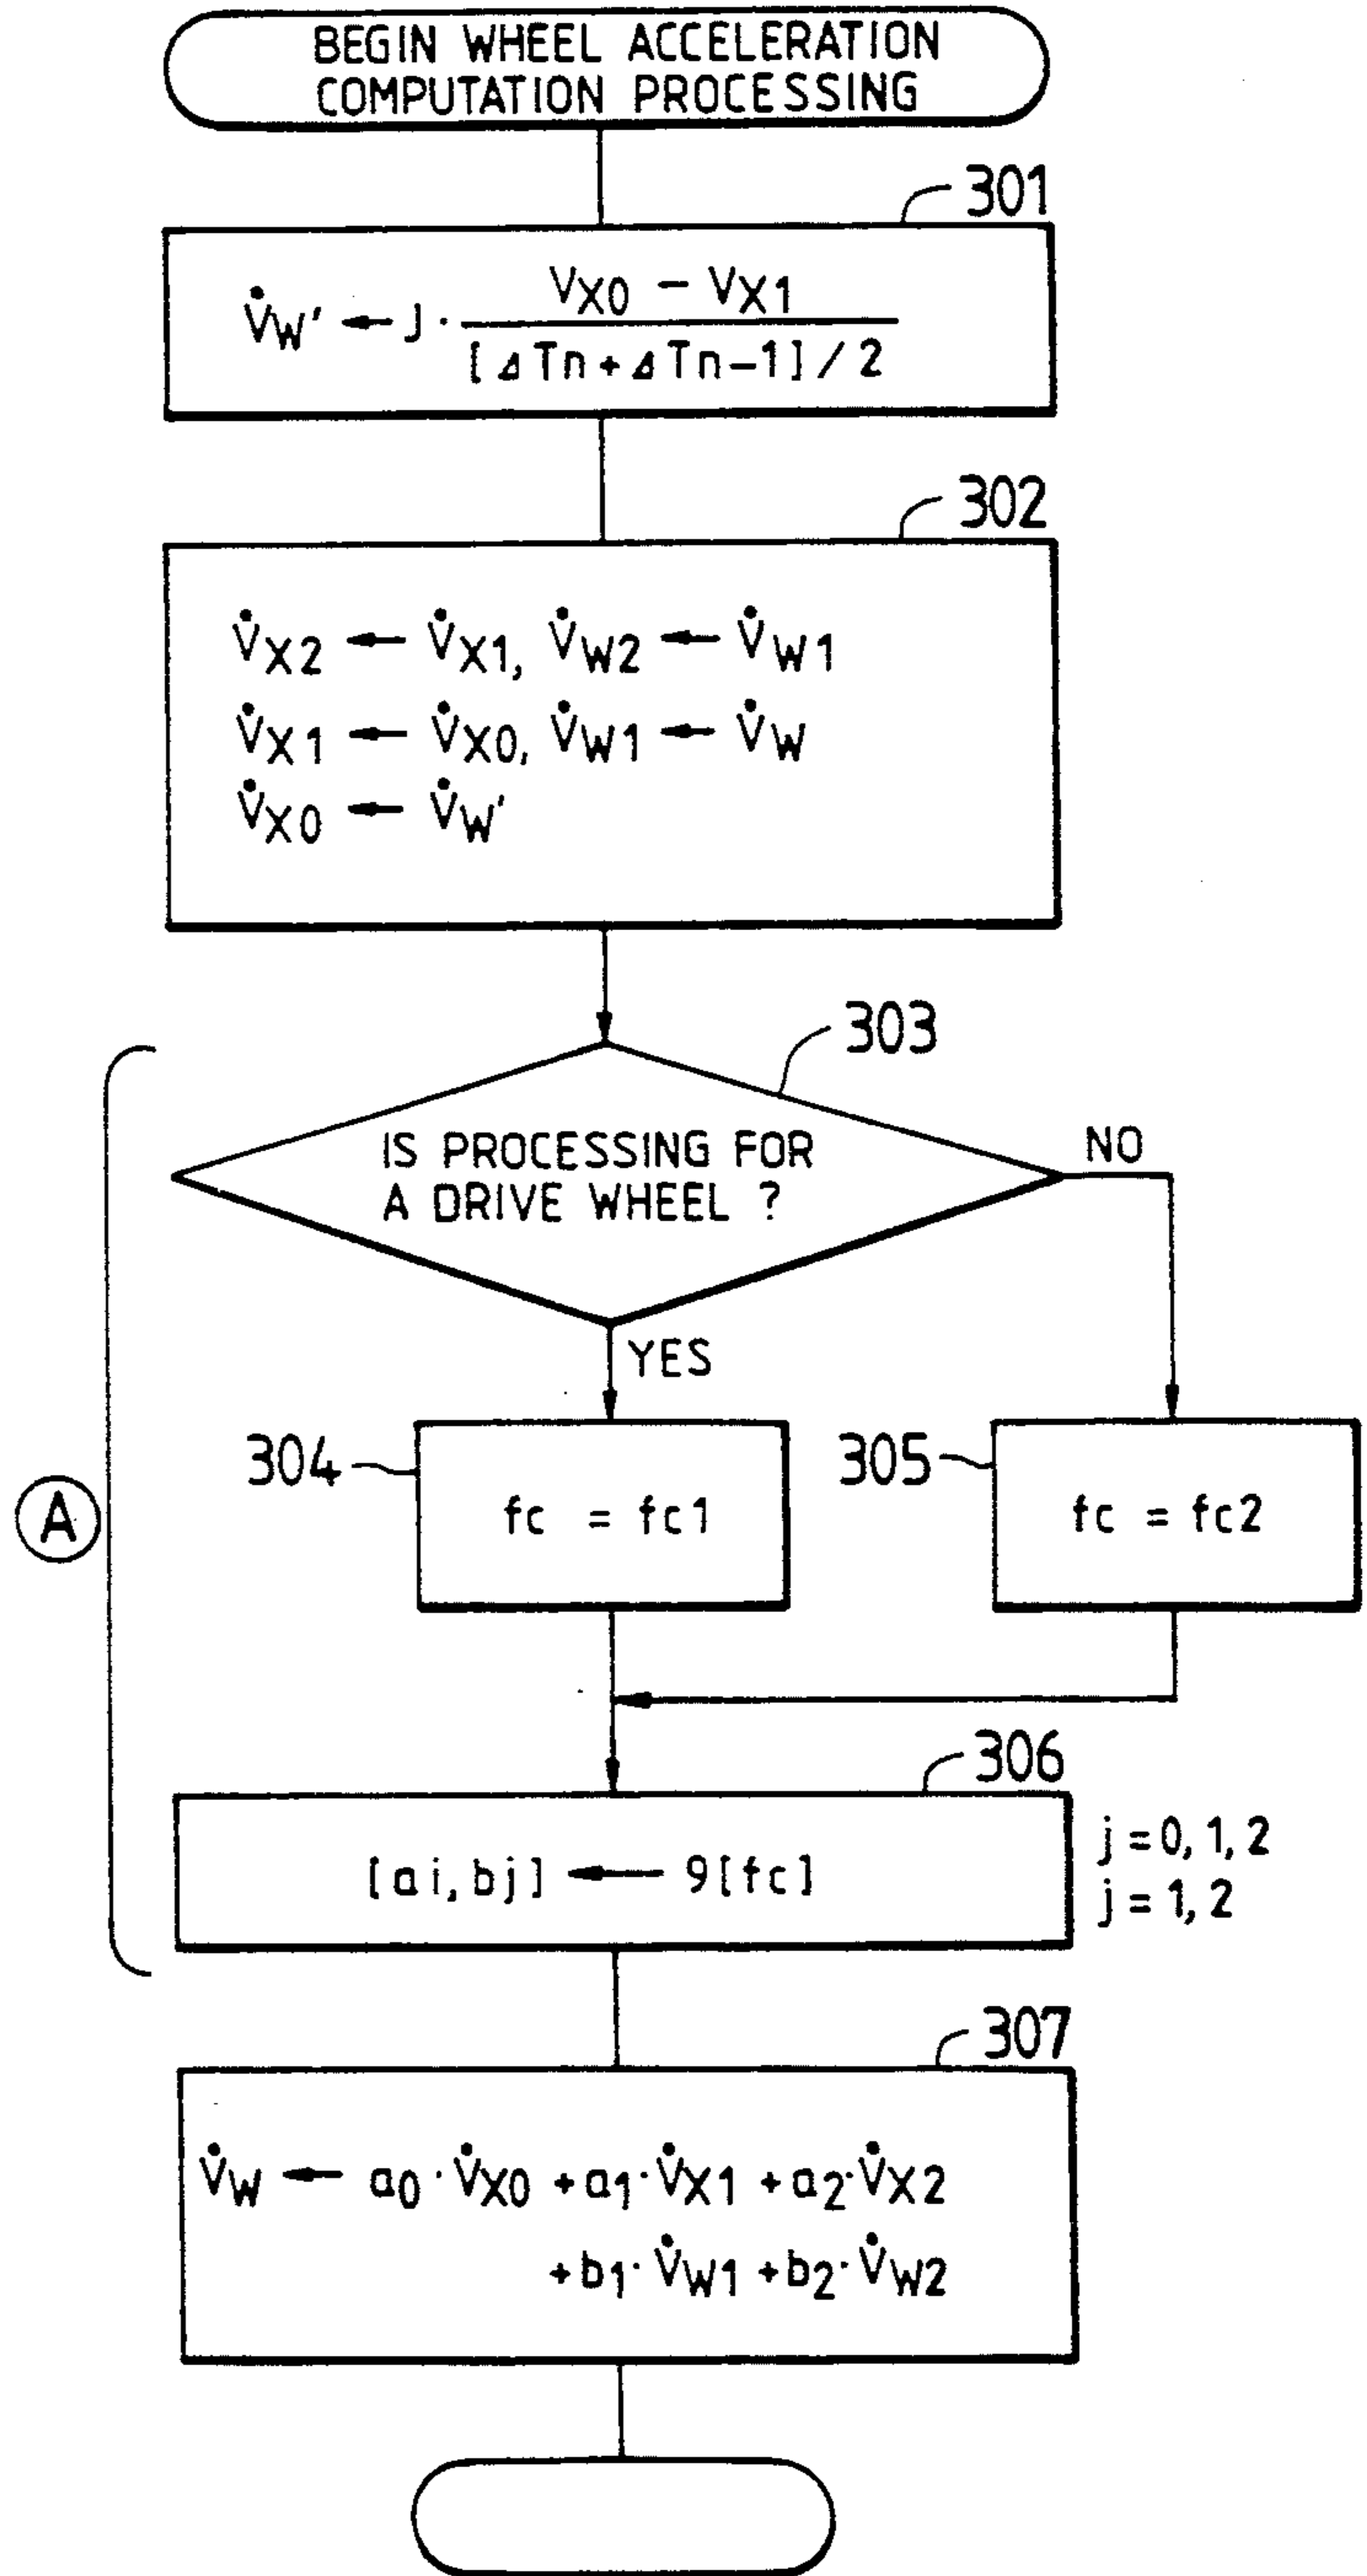 BEGIN WHEEL ACCELERATION
COMPUTATION PROCESSING
301
V̇W' ← J · (VX0 − VX1) / ([ΔTn + ΔTn−1] / 2)
302
V̇X2 ← V̇X1, V̇W2 ← V̇W1
V̇X1 ← V̇X0, V̇W1 ← V̇W
V̇X0 ← V̇W'
303
IS PROCESSING FOR
A DRIVE WHEEL ?
NO
YES
304
fc = fc1
305
fc = fc2
A
306
[ai, bj] ← 9[fc]
j = 0, 1, 2
j = 1, 2
307
V̇W ← a0 · V̇X0 + a1 · V̇X1 + a2 · V̇X2
+ b1 · V̇W1 + b2 · V̇W2